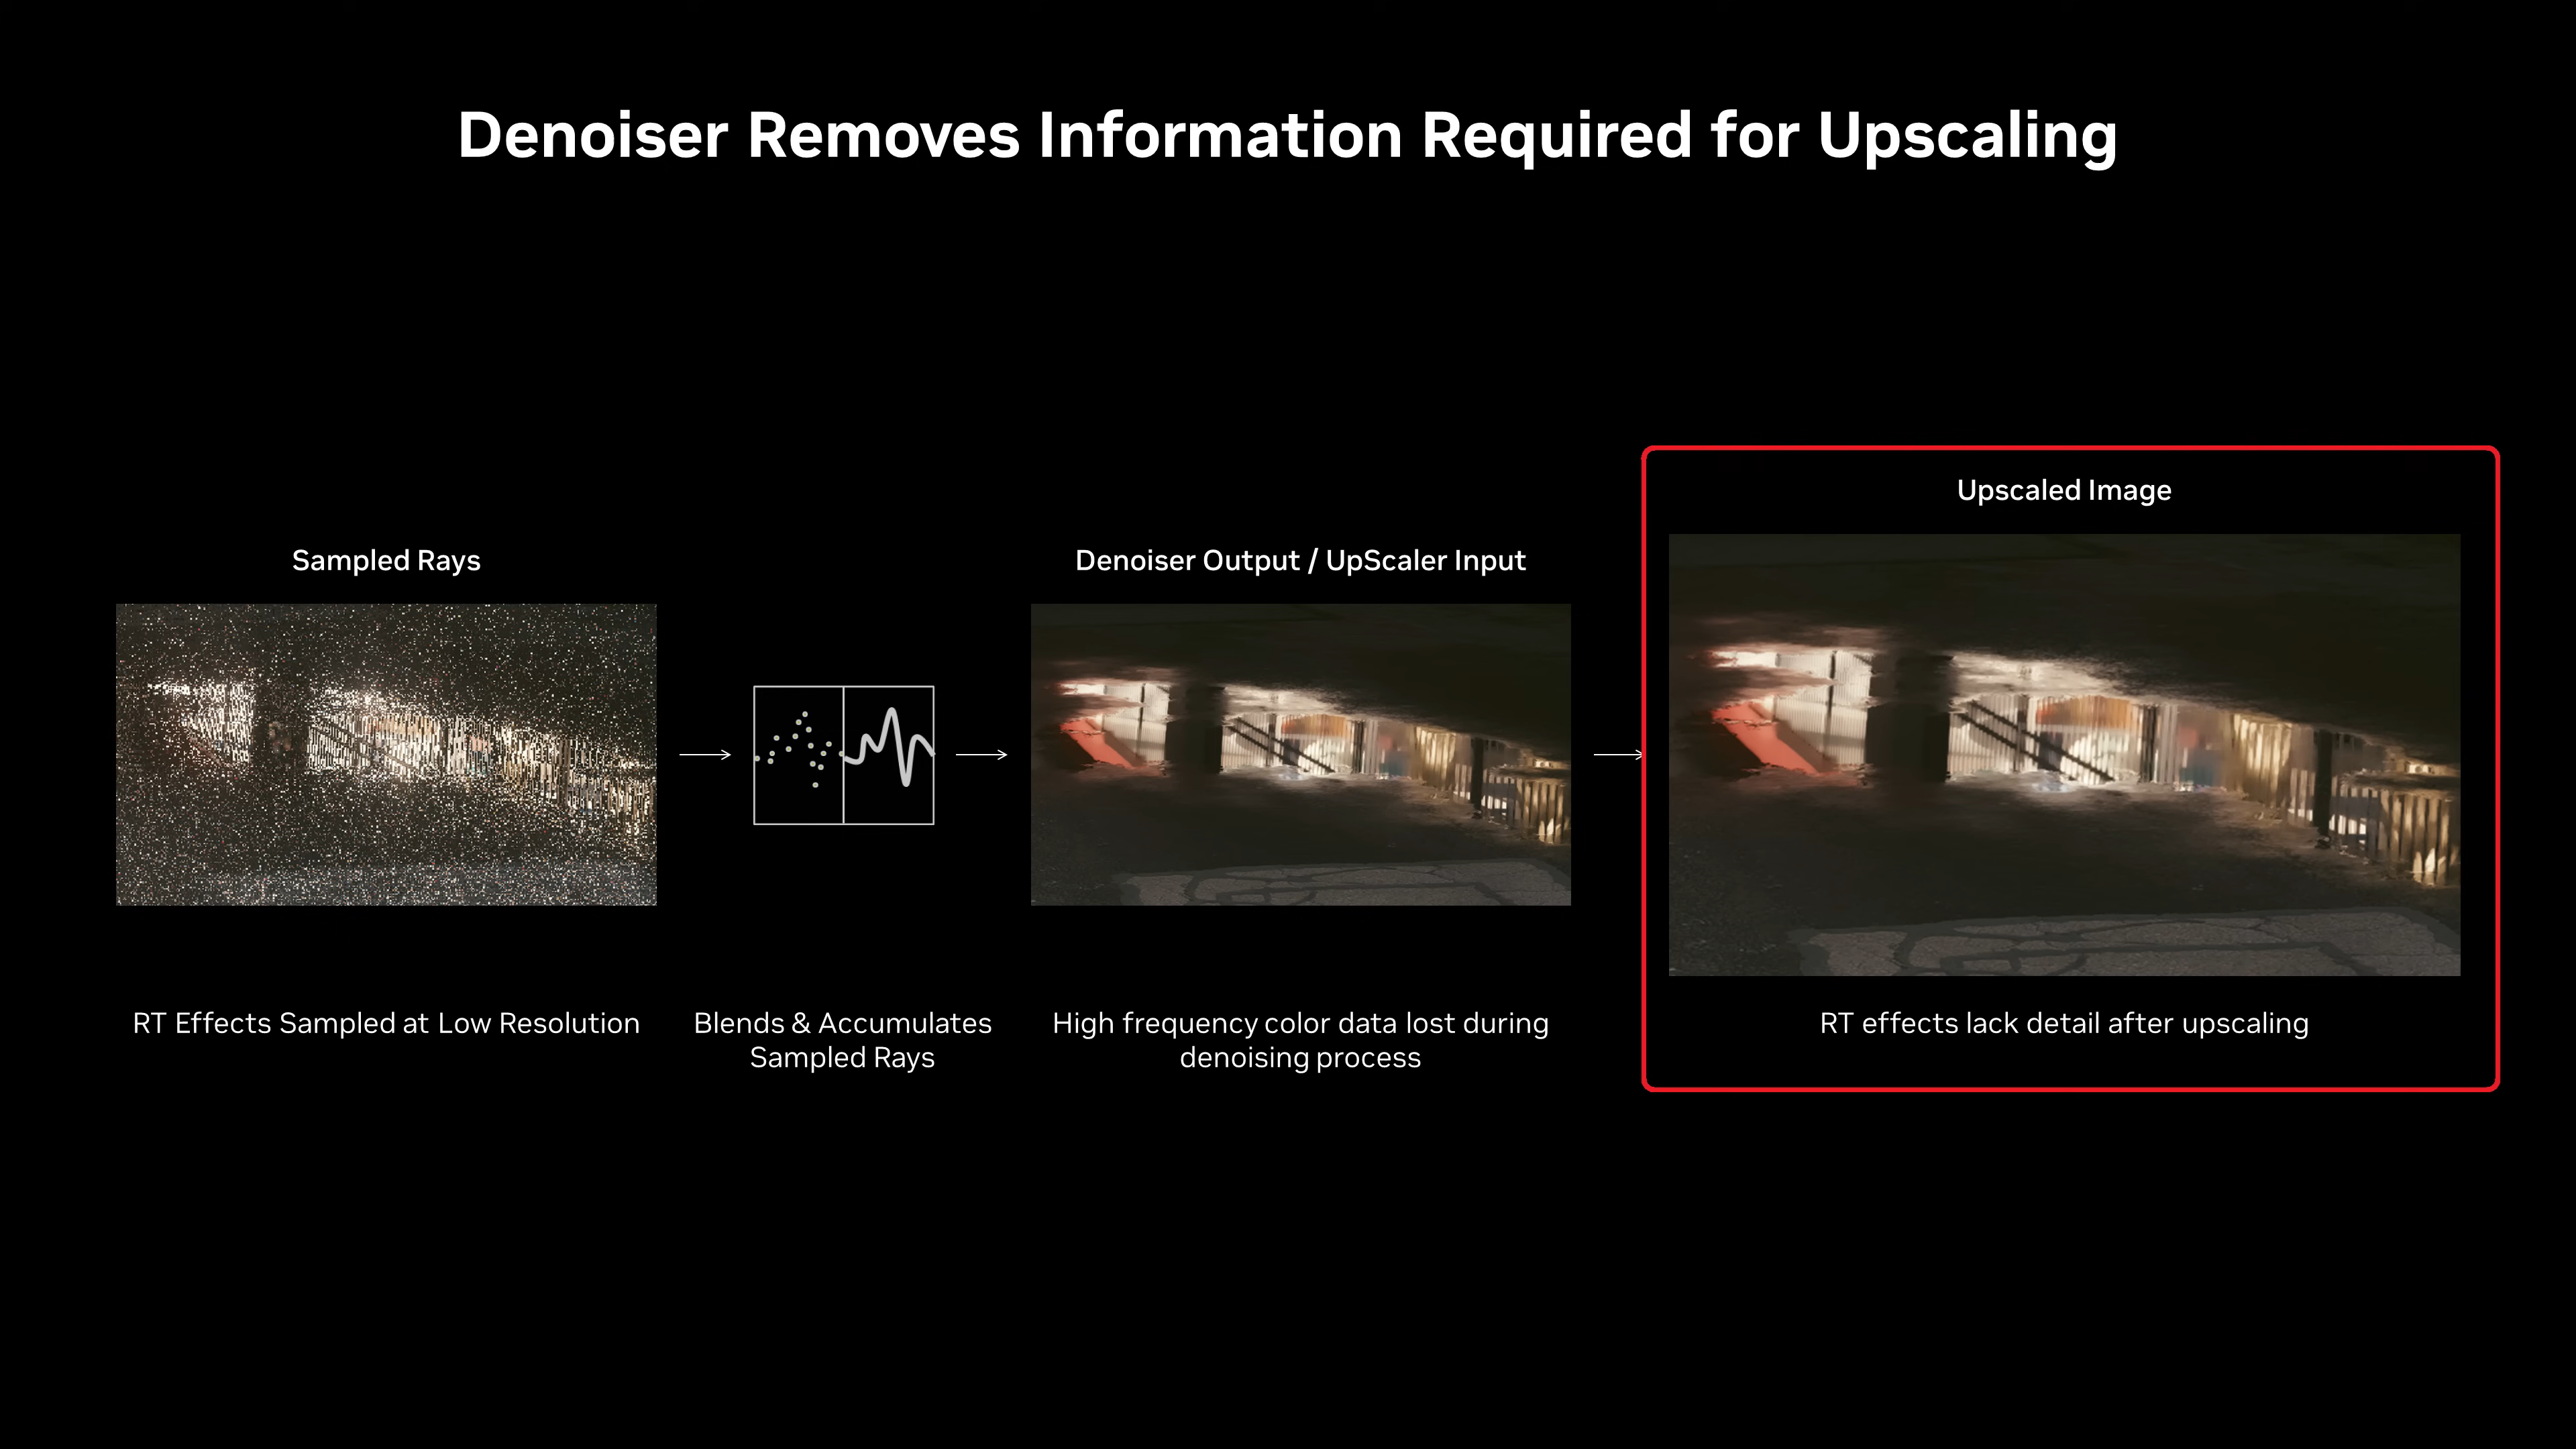 Denoiser Removes Information Required for Upscaling
Sampled Rays
RT Effects Sampled at Low Resolution
Blends & Accumulates
Sampled Rays
Denoiser Output / UpScaler Input
High frequency color data lost during
denoising process
Upscaled Image
RT effects lack detail after upscaling